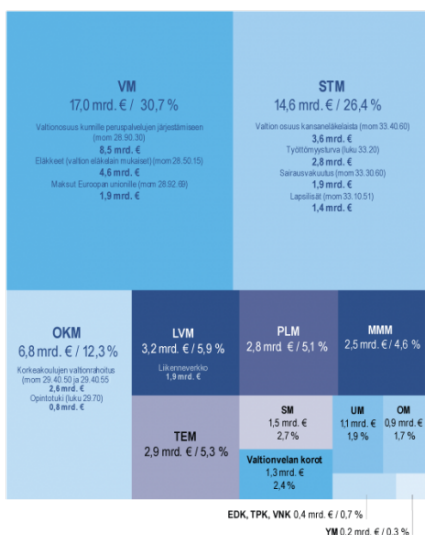 VM
17,0 mrd. € / 30,7 %
Valtionosuus kunnille peruspalvelujen järjestämiseen
(mom 28.90.30)
8,5 mrd. €
Eläkkeet (valtion eläkelain mukaiset) (mom 28.50.15)
4,6 mrd. €
Maksut Euroopan unionille (mom 28.92.69)
1,9 mrd. €
STM
14,6 mrd. € / 26,4 %
Valtion osuus kansaneläkelaista (mom 33.40.60)
3,6 mrd. €
Työttömyysturva (luku 33.20)
2,8 mrd. €
Sairausvakuutus (mom 33.30.60)
1,9 mrd. €
Lapsilisät (mom 33.10.51)
1,4 mrd. €
OKM
6,8 mrd. € / 12,3 %
Korkeakoulujen valtionrahoitus
(mom 29.40.50 ja 29.40.55
2,6 mrd. €
Opintotuki (luku 29.70)
0,8 mrd. €
LVM
3,2 mrd. € / 5,9 %
Liikenneverkko
1,9 mrd. €
PLM
2,8 mrd. € / 5,1 %
MMM
2,5 mrd. € / 4,6 %
TEM
2,9 mrd. € / 5,3 %
SM
1,5 mrd. €
2,7 %
Valtionvelan korot
1,3 mrd. €
2,4 %
UM
1,1 mrd. €
1,9 %
OM
0,9 mrd. €
1,7 %
EDK, TPK, VNK 0,4 mrd. € / 0,7 %
YM 0,2 mrd. € / 0,3 %